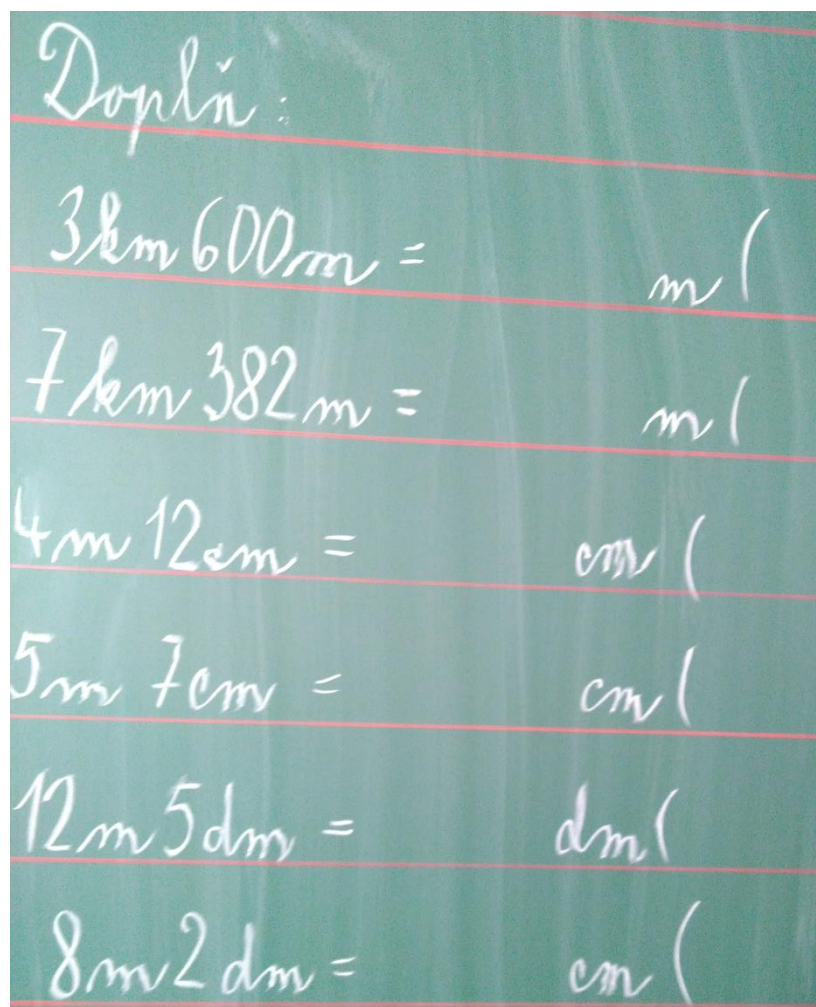 Doplň:
3km 600m = m (
7km 382m = m (
4m 12cm = cm (
5m 7cm = cm (
12m 5dm = dm (
8m 2dm = cm (